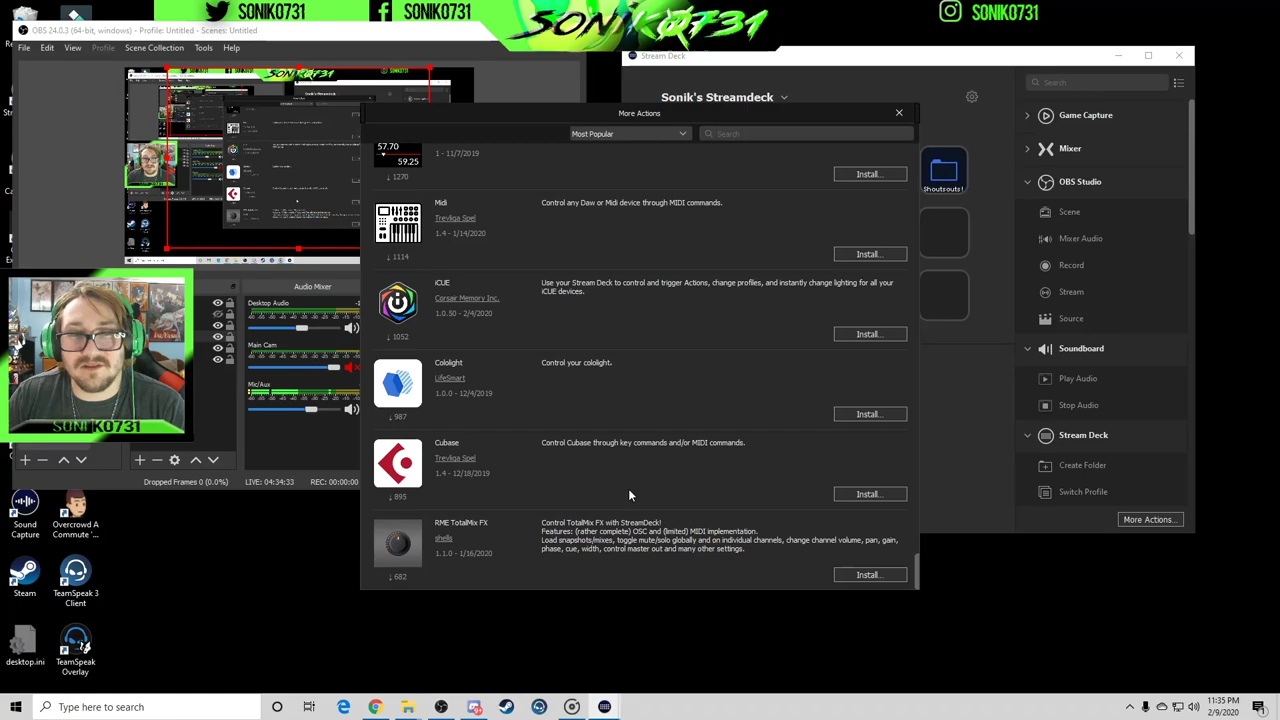 SONIK0731
SONIK0731
SONIK0731
SONIK0731
OBS 24.0.3 (64-bit, windows) - Profile: Untitled - Scenes: Untitled
File Edit View Profile Scene Collection Tools Help
Stream Deck
Sonik's Streamdeck
Search
More Actions
Most Popular
Search
57.70
59.25
1 - 11/7/2019
↓ 1270
Install...
Midi
Control any Daw or Midi device through MIDI commands.
Trevliga Spel
1.4 - 1/14/2020
↓ 1114
Install...
iCUE
Use your Stream Deck to control and trigger Actions, change profiles, and instantly change lighting for all your
iCUE devices.
Corsair Memory Inc.
1.0.50 - 2/4/2020
↓ 1052
Install...
Cololight
Control your cololight.
LifeSmart
1.0.0 - 12/4/2019
↓ 987
Install...
Cubase
Control Cubase through key commands and/or MIDI commands.
Trevliga Spel
1.4 - 12/18/2019
↓ 895
Install...
RME TotalMix FX
Control TotalMix FX with StreamDeck!
Features: (rather complete) OSC and (limited) MIDI implementation.
Load snapshots/mixes, toggle mute/solo globally and on individual channels, change channel volume, pan, gain,
phase, cue, width, control master out and many other settings.
shells
1.1.0 - 1/16/2020
↓ 682
Install...
Shoutsouts!
Game Capture
Mixer
OBS Studio
Scene
Mixer Audio
Record
Stream
Source
Soundboard
Play Audio
Stop Audio
Stream Deck
Create Folder
Switch Profile
More Actions...
Audio Mixer
Desktop Audio
Main Cam
Mic/Aux
SONIK0731
Dropped Frames 0 (0.0%) LIVE: 04:34:33 REC: 00:00:00
Sound
Capture
Overcrowd A
Commute '...
Steam
TeamSpeak 3
Client
desktop.ini
TeamSpeak
Overlay
Type here to search
11:35 PM
2/9/2020